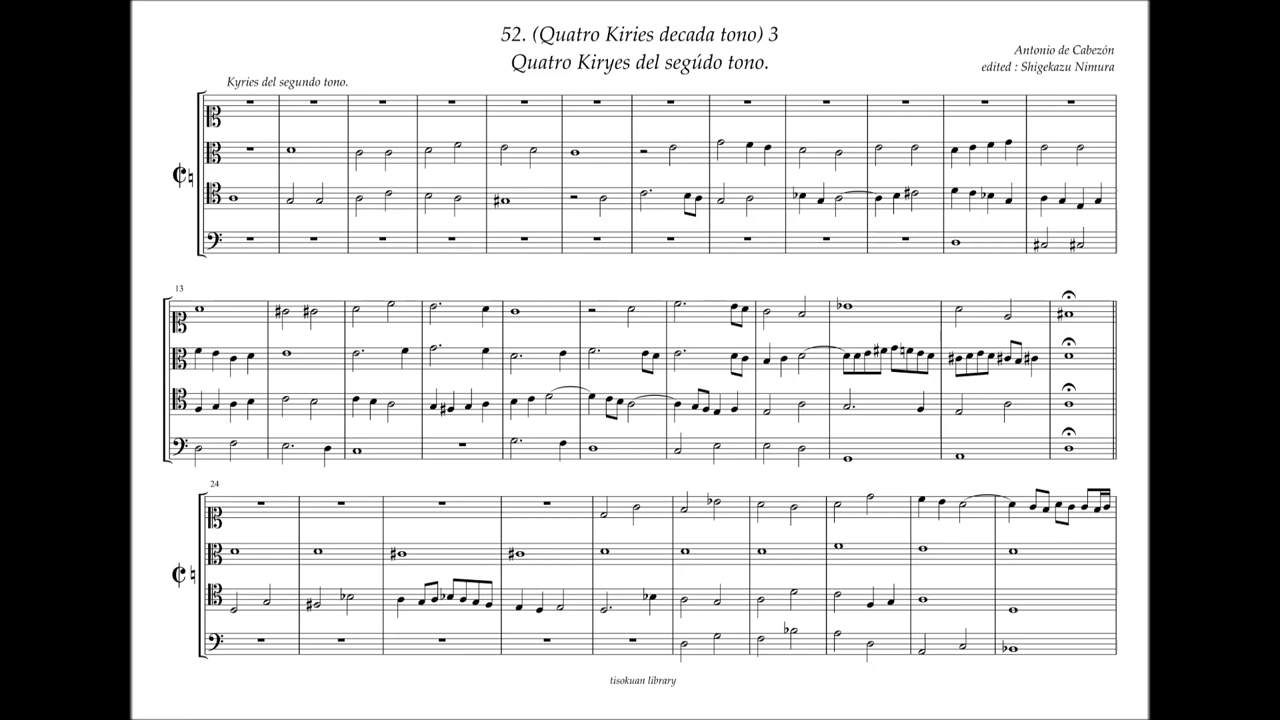 52. (Quatro Kiries decada tono) 3
Quatro Kiryes del segúdo tono.
Antonio de Cabezón
edited : Shigekazu Nimura
Kyries del segundo tono.
13
24
tisokuan library